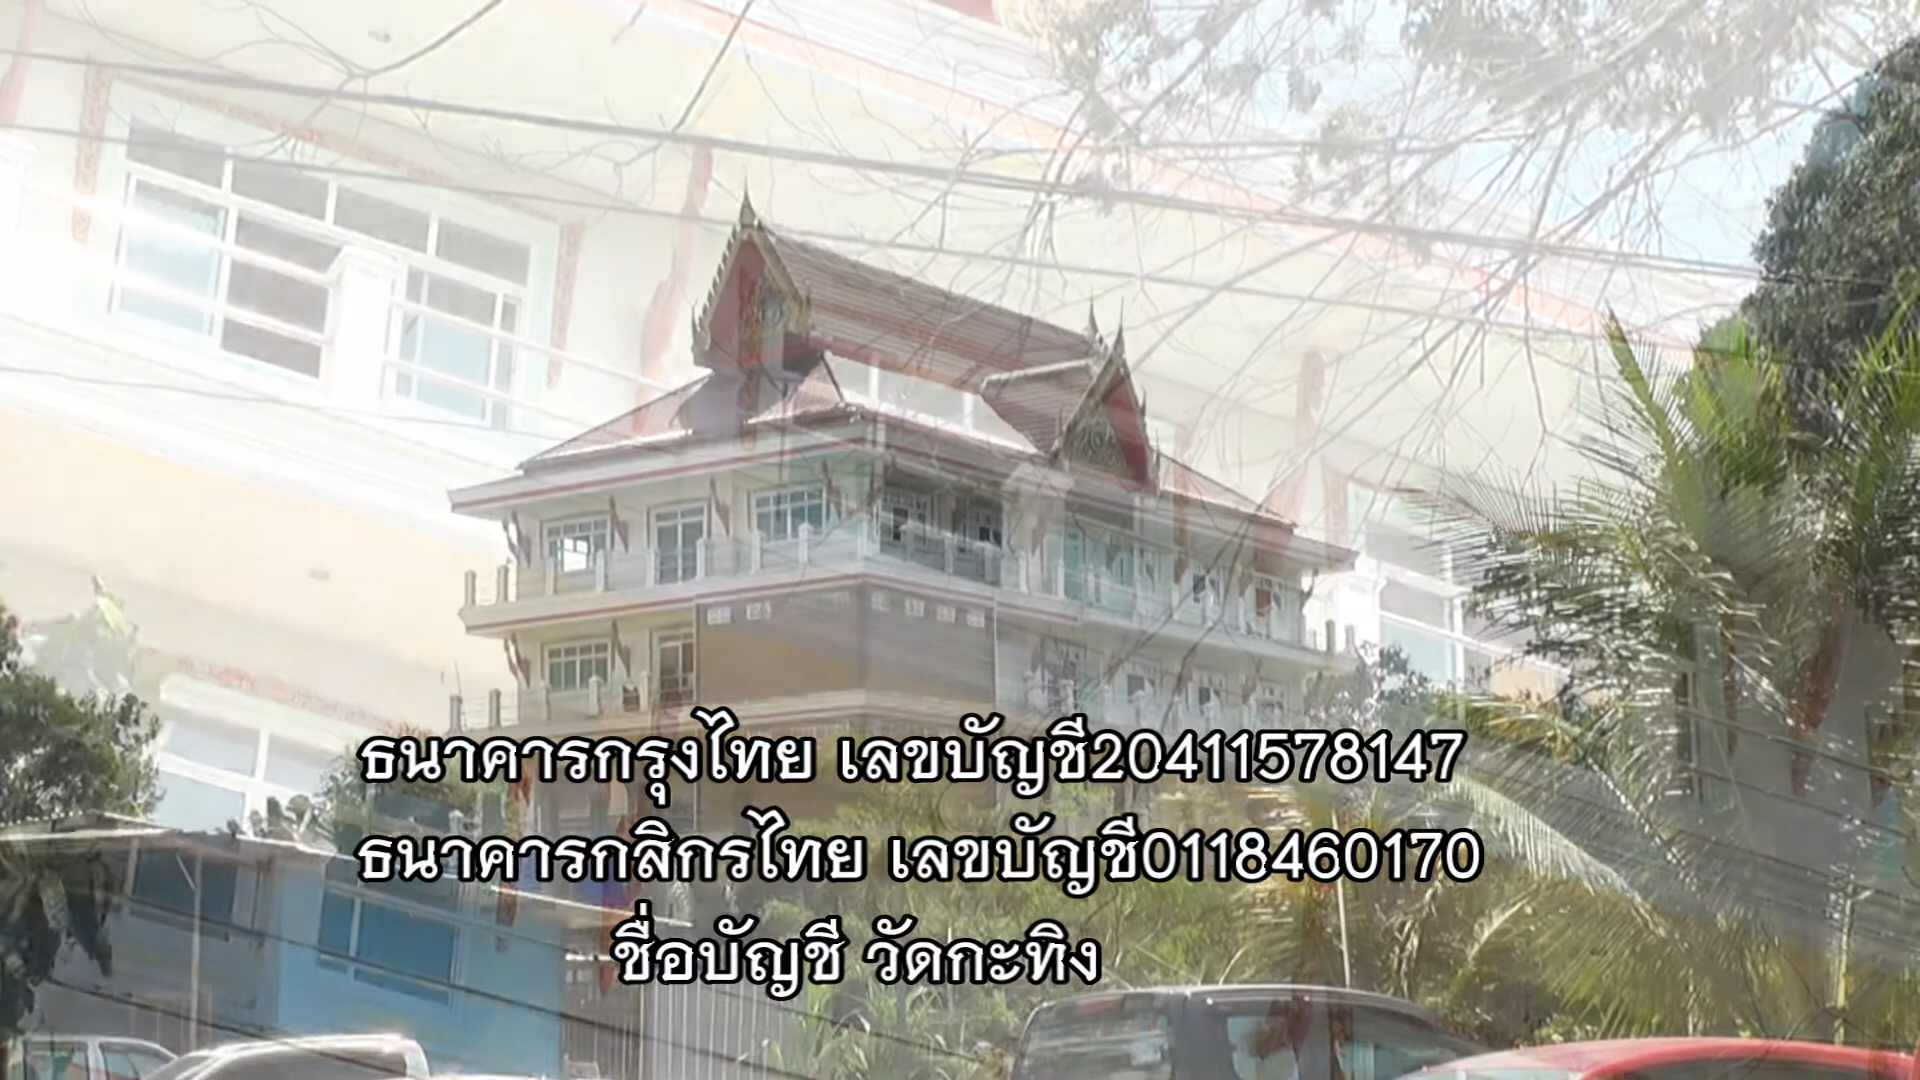 ธนาคารกรุงไทย เลขบัญชี20411578147
ธนาคารกสิกรไทย เลขบัญชี0118460170
ชื่อบัญชี วัดกะทิง